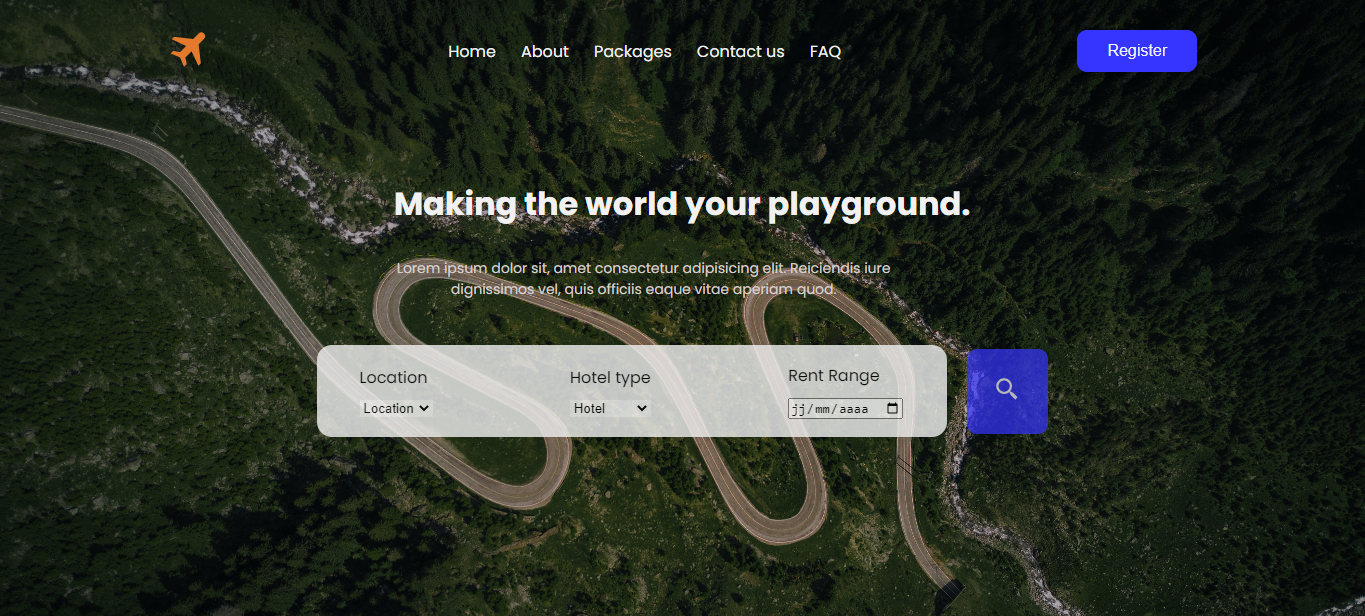 Home About Packages Contact us FAQ Register
Making the world your playground.
Lorem ipsum dolor sit, amet consectetur adipisicing elit. Reiciendis iure
dignissimos vel, quis officiis eaque vitae aperiam quod.
Location Hotel type Rent Range
Location Hotel jj/mm/aaaa